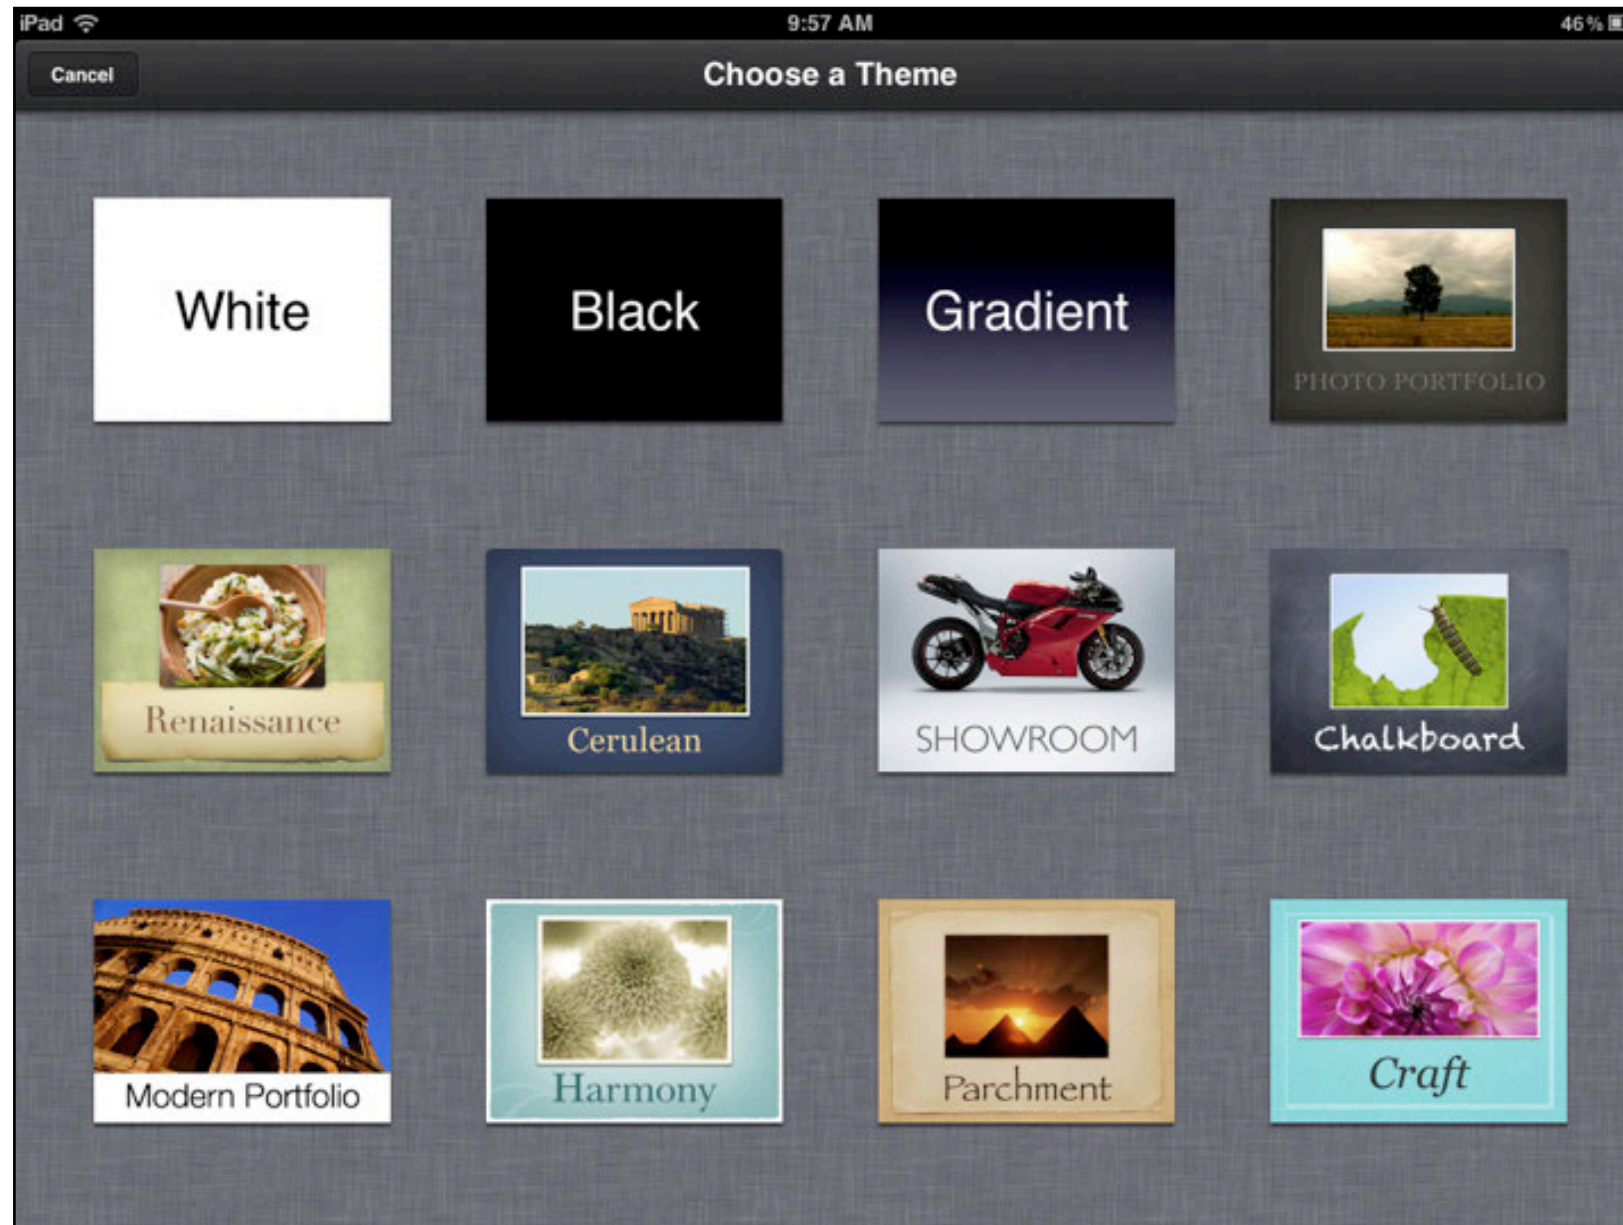 iPad 9:57 AM 46%
Cancel Choose a Theme
White Black Gradient PHOTO PORTFOLIO
Renaissance Cerulean SHOWROOM Chalkboard
Modern Portfolio Harmony Parchment Craft